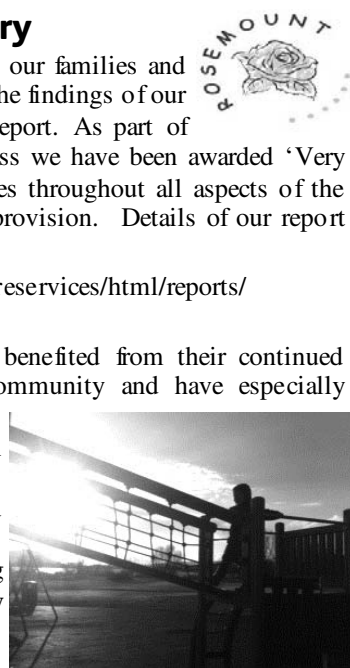 ry
ROSEMOUNT
our families and
he findings of our
eport. As part of
ss we have been awarded ‘Very
es throughout all aspects of the
provision. Details of our report
reservices/html/reports/
benefited from their continued
ommunity and have especially
g
y